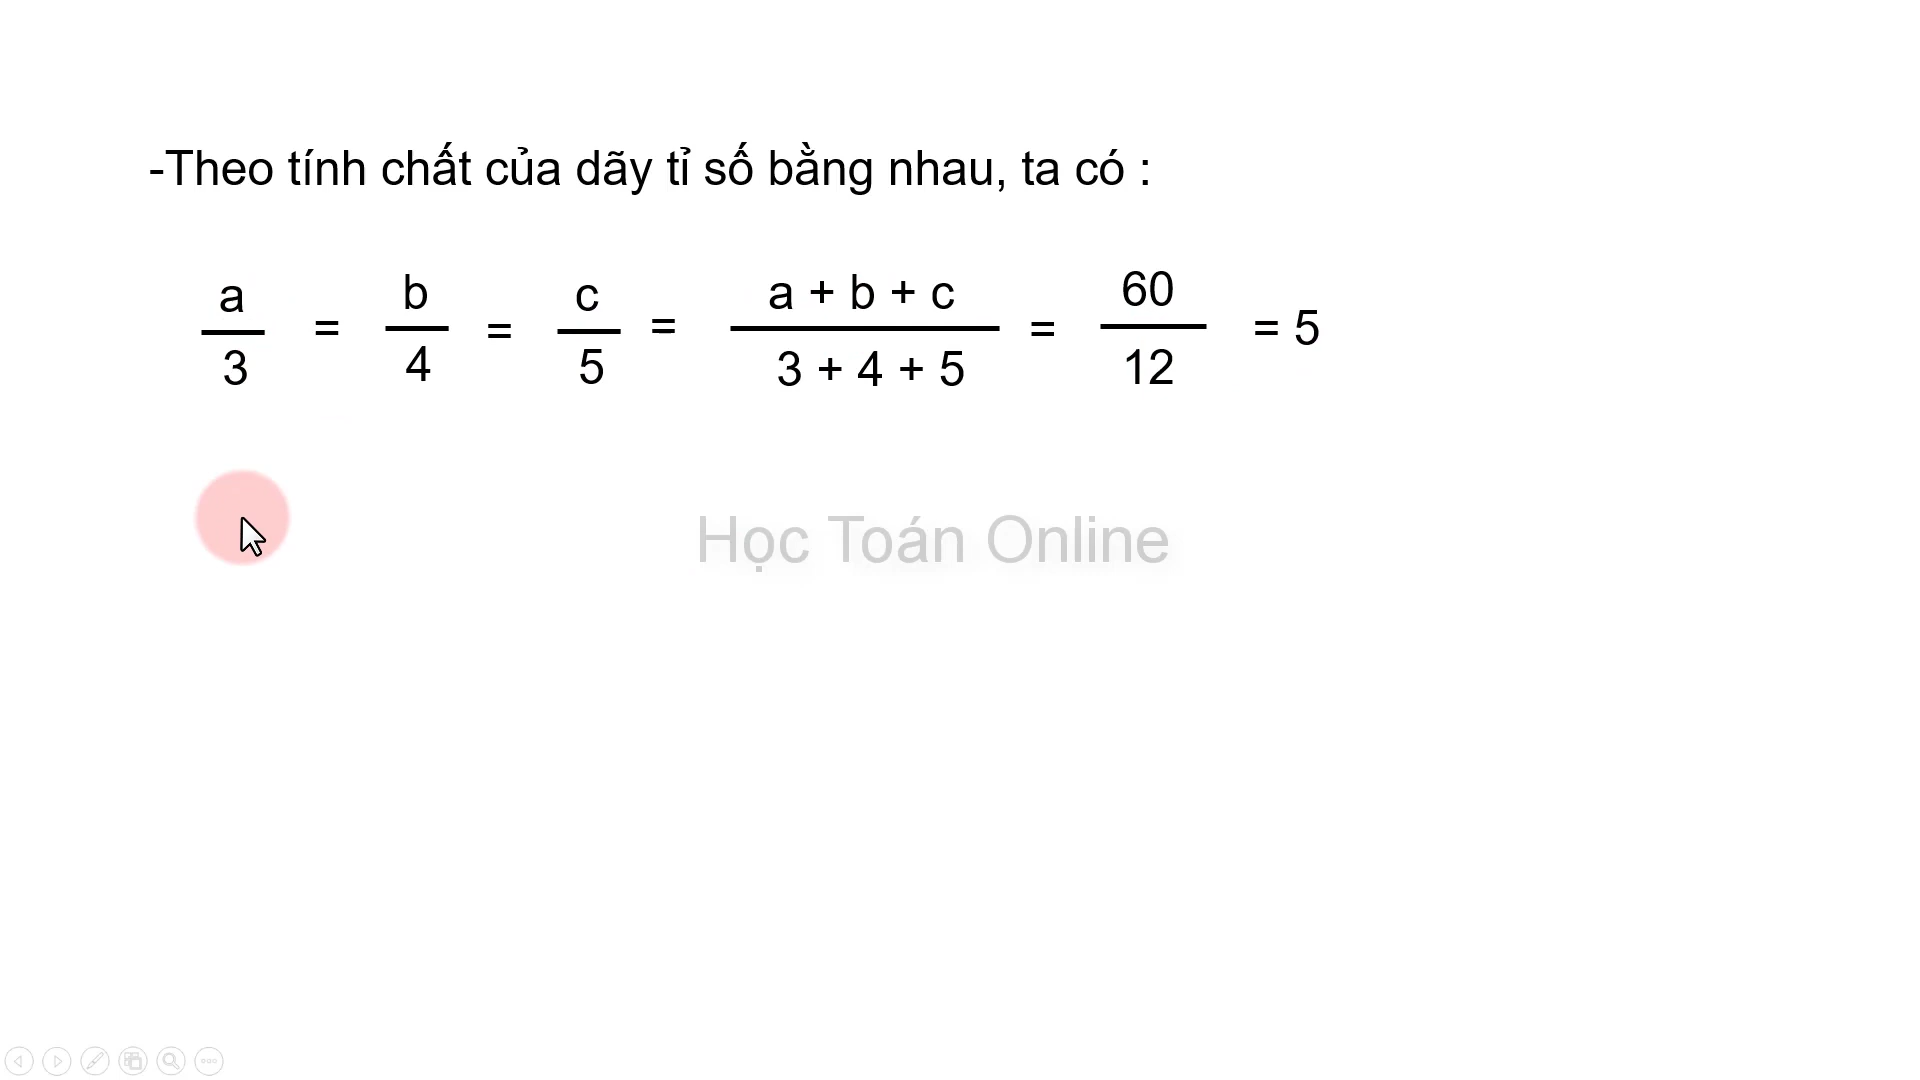 -Theo tính chất của dãy tỉ số bằng nhau, ta có :
a/3 = b/4 = c/5 = (a + b + c)/(3 + 4 + 5) = 60/12 = 5
Học Toán Online